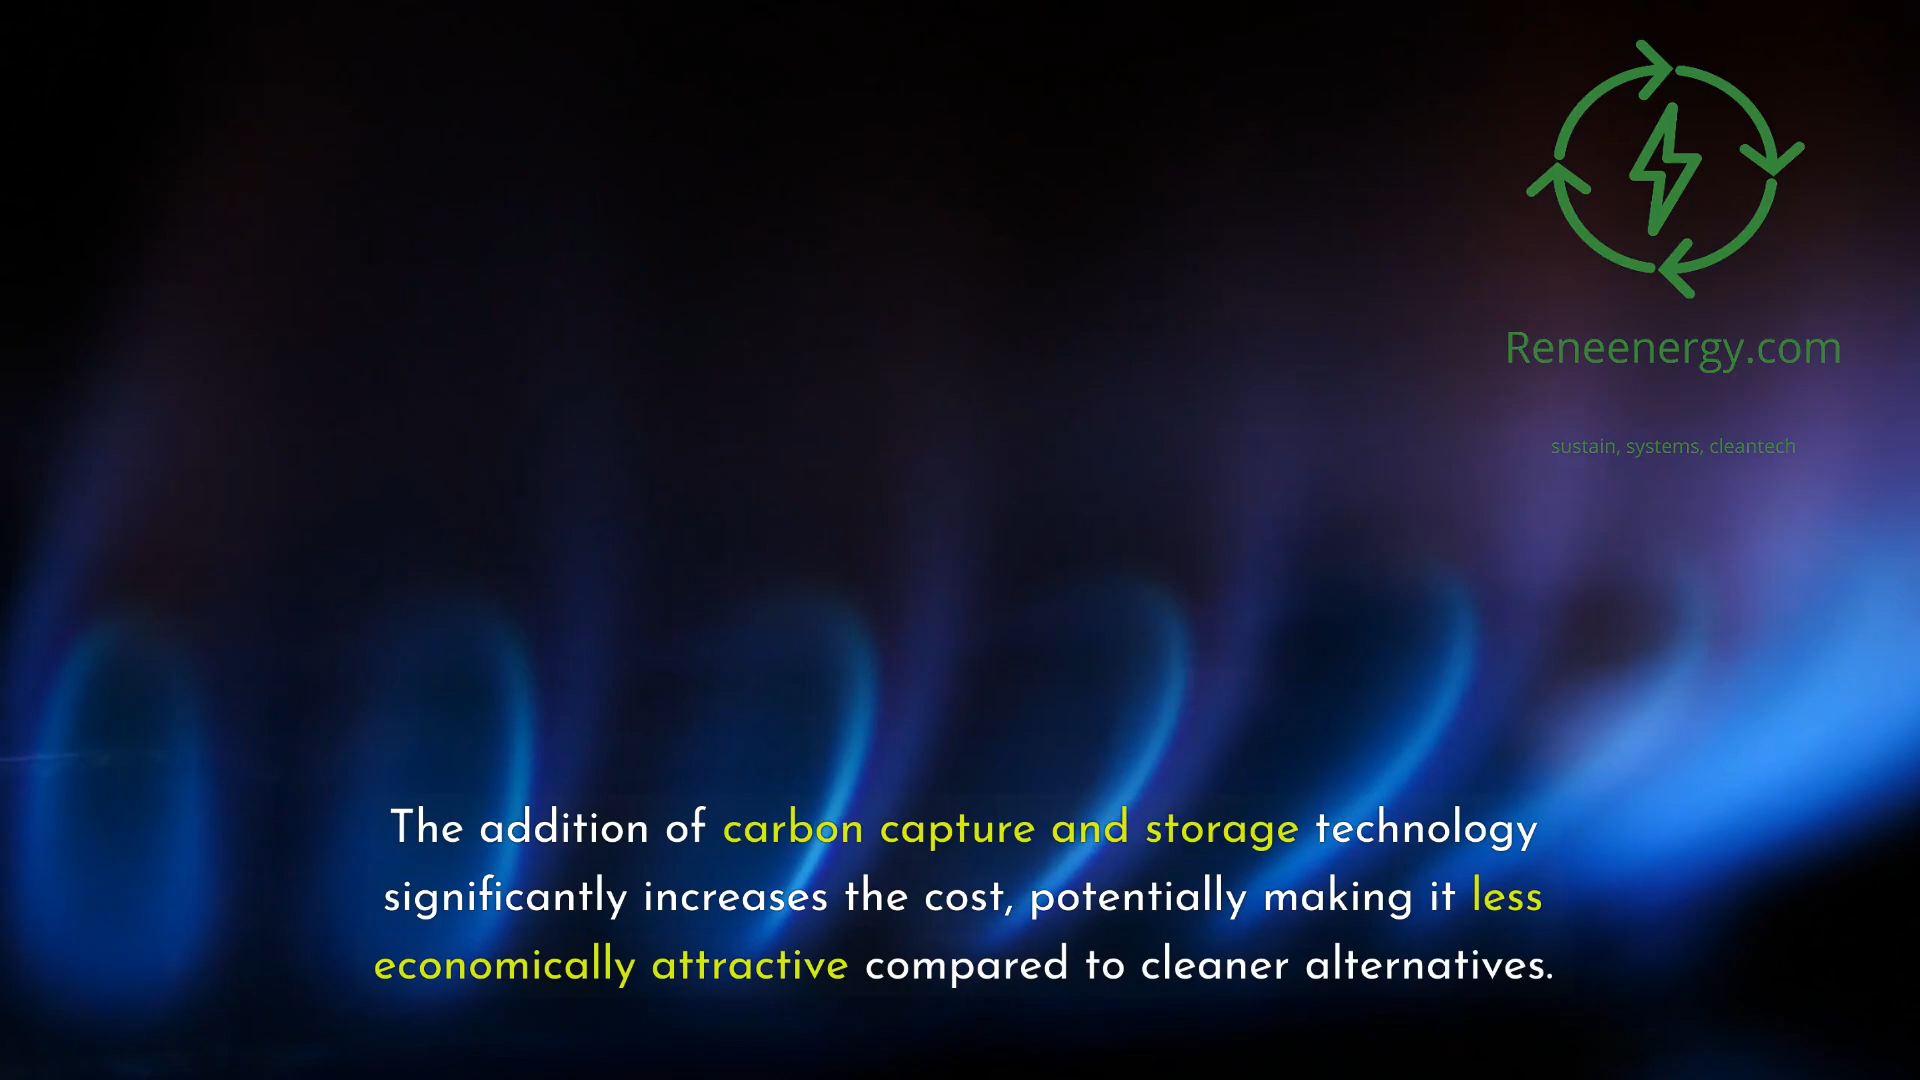 Reneenergy.com
sustain, systems, cleantech
The addition of carbon capture and storage technology
significantly increases the cost, potentially making it less
economically attractive compared to cleaner alternatives.